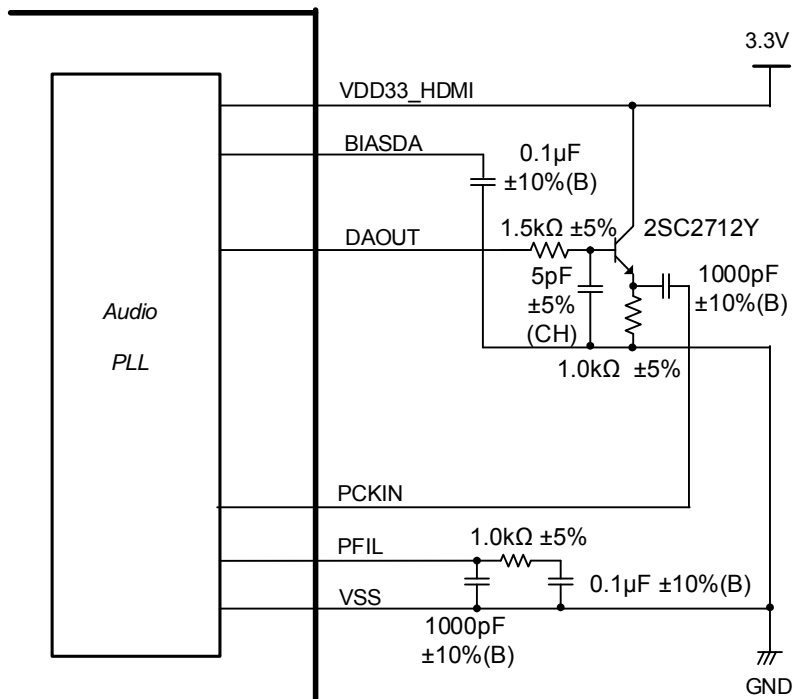 3.3V
VDD33_HDMI
BIASDA
0.1µF
±10%(B)
1.5kΩ ±5%
2SC2712Y
DAOUT
5pF
±5%
(CH)
1000pF
±10%(B)
Audio
PLL
1.0kΩ ±5%
PCKIN
1.0kΩ ±5%
PFIL
0.1µF ±10%(B)
VSS
1000pF
±10%(B)
GND